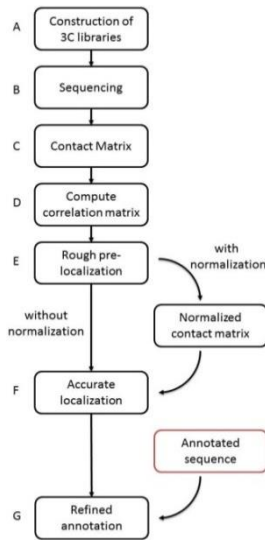 A
Construction of
3C libraries
B
Sequencing
C
Contact Matrix
D
Compute
correlation matrix
E
Rough pre-
localization
with
normalization
without
normalization
Normalized
contact matrix
F
Accurate
localization
Annotated
sequence
G
Refined
annotation